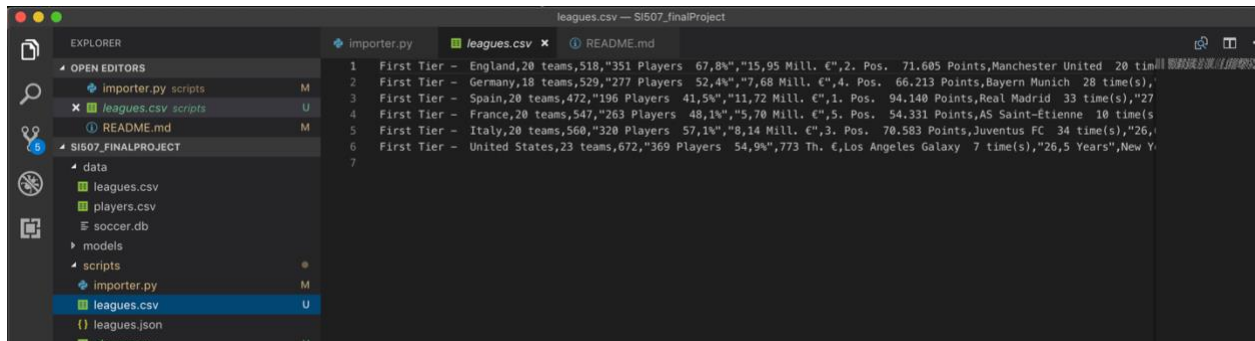 leagues.csv — SI507_finalProject
EXPLORER
importer.py
leagues.csv ×
README.md
OPEN EDITORS
importer.py scripts M
× leagues.csv scripts U
README.md M
5
SI507_FINALPROJECT
data
leagues.csv
players.csv
soccer.db
models
scripts
importer.py M
leagues.csv U
{} leagues.json
1 First Tier - England,20 teams,518,"351 Players 67,8%","15,95 Mill. €",2. Pos. 71.605 Points,Manchester United 20 tim
2 First Tier - Germany,18 teams,529,"277 Players 52,4%","7,68 Mill. €",4. Pos. 66.213 Points,Bayern Munich 28 time(s),"
3 First Tier - Spain,20 teams,472,"196 Players 41,5%","11,72 Mill. €",1. Pos. 94.140 Points,Real Madrid 33 time(s),"27
4 First Tier - France,20 teams,547,"263 Players 48,1%","5,70 Mill. €",5. Pos. 54.331 Points,AS Saint-Étienne 10 time(s
5 First Tier - Italy,20 teams,560,"320 Players 57,1%","8,14 Mill. €",3. Pos. 70.583 Points,Juventus FC 34 time(s),"26,
6 First Tier - United States,23 teams,672,"369 Players 54,9%",773 Th. €,Los Angeles Galaxy 7 time(s),"26,5 Years",New Y
7